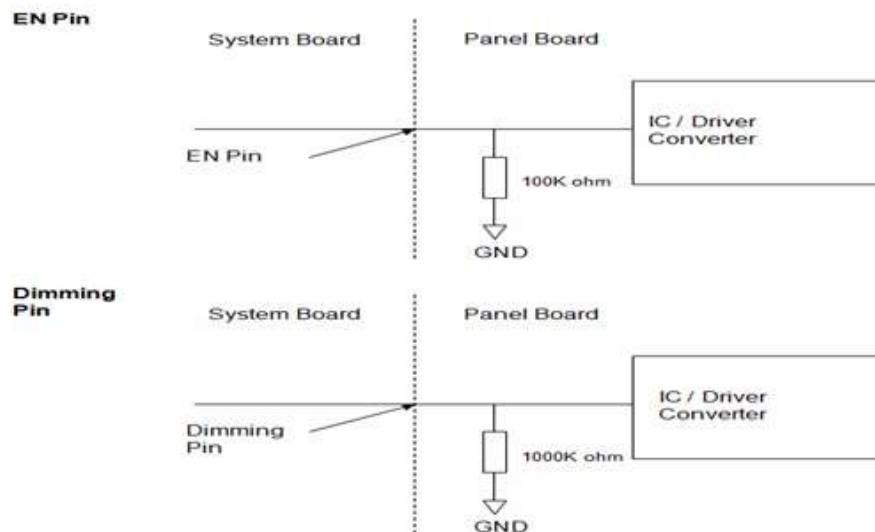 EN Pin
System Board
Panel Board
IC / Driver
Converter
EN Pin
100K ohm
GND
Dimming
Pin
System Board
Panel Board
IC / Driver
Converter
Dimming
Pin
1000K ohm
GND